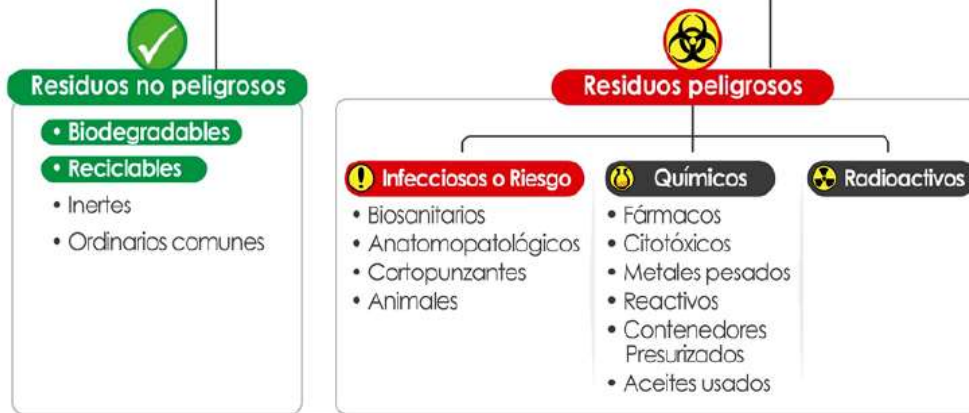 Residuos no peligrosos
• Biodegradables
• Reciclables
• Inertes
• Ordinarios comunes
Residuos peligrosos
Infecciosos o Riesgo
• Biosanitarios
• Anatomopatológicos
• Cortopunzantes
• Animales
Químicos
• Fármacos
• Citotóxicos
• Metales pesados
• Reactivos
• Contenedores
Presurizados
• Aceites usados
Radioactivos